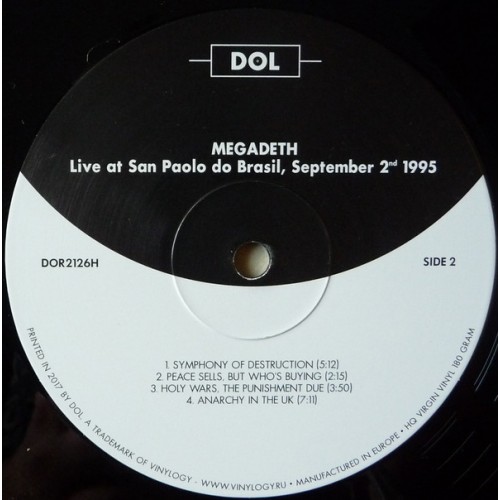 DOL
MEGADETH
Live at San Paolo do Brasil, September 2nd 1995
DOR2126H
SIDE 2
1. SYMPHONY OF DESTRUCTION (5:12)
2. PEACE SELLS, BUT WHO'S BUYING (2:15)
3. HOLY WARS, THE PUNISHMENT DUE (3:50)
4. ANARCHY IN THE UK (7:11)
PRINTED IN 2017 BY DOL. A TRADEMARK OF VINYLOGY - WWW.VINYLOGY.RU • MANUFACTURED IN EUROPE • HQ VIRGIN VINYL 180 GRAM